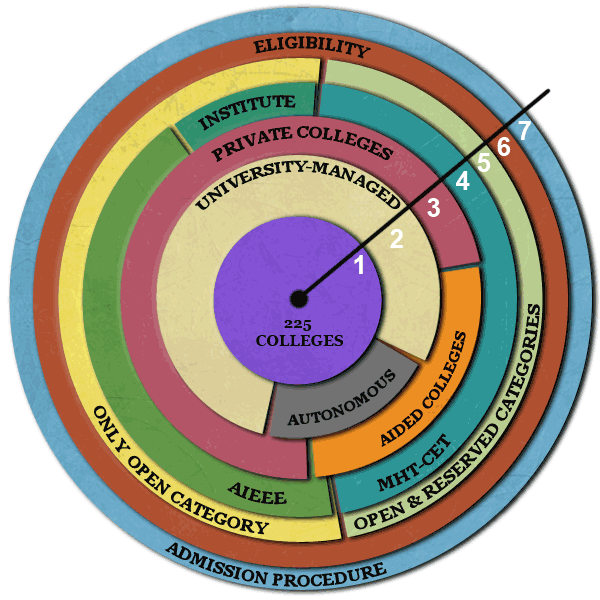 ELIGIBILITY
INSTITUTE
PRIVATE COLLEGES
UNIVERSITY-MANAGED
7
6
5
4
3
2
1
225
COLLEGES
AUTONOMOUS
AIDED COLLEGES
MHT-CET
OPEN & RESERVED CATEGORIES
AIEEE
ONLY OPEN CATEGORY
ADMISSION PROCEDURE